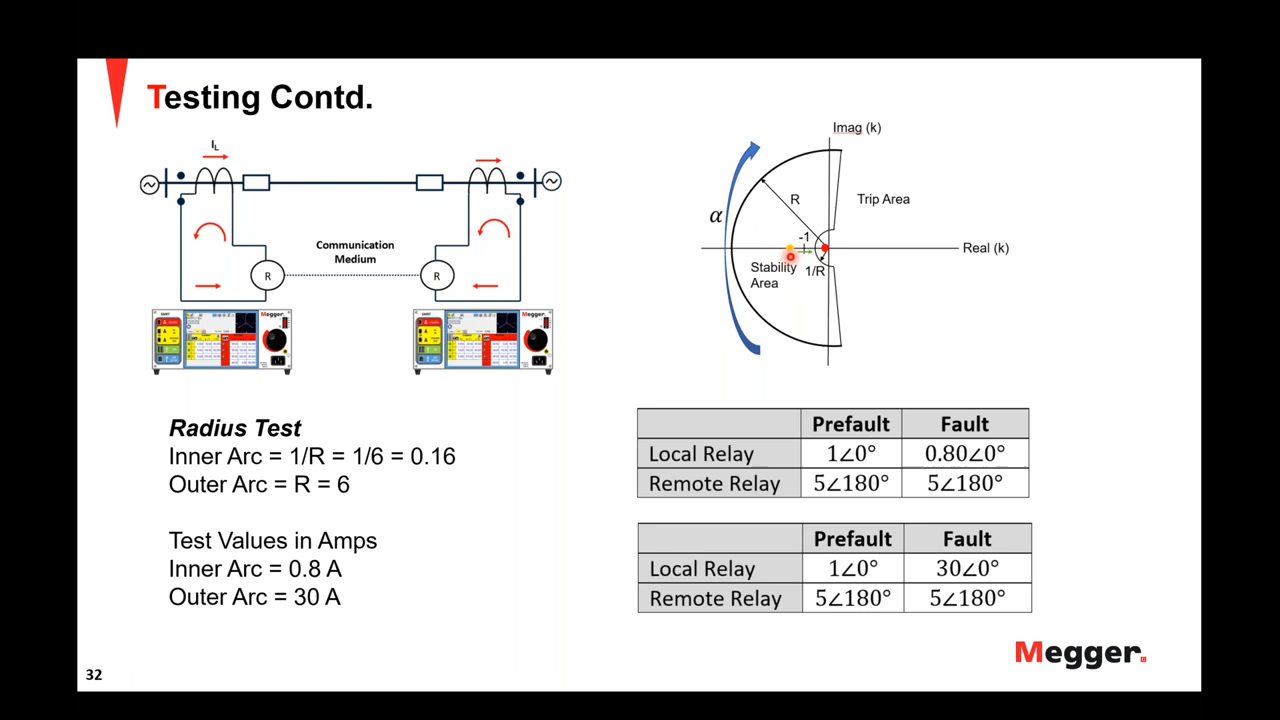 Testing Contd.
I_L
Communication
Medium
R
R
Megger
Megger
Imag (k)
R
Trip Area
α
-1
Real (k)
Stability
Area
1/R
Radius Test
Inner Arc = 1/R = 1/6 = 0.16
Outer Arc = R = 6
Test Values in Amps
Inner Arc = 0.8 A
Outer Arc = 30 A
Prefault Fault
Local Relay 1∠0° 0.80∠0°
Remote Relay 5∠180° 5∠180°
Prefault Fault
Local Relay 1∠0° 30∠0°
Remote Relay 5∠180° 5∠180°
Megger.
32